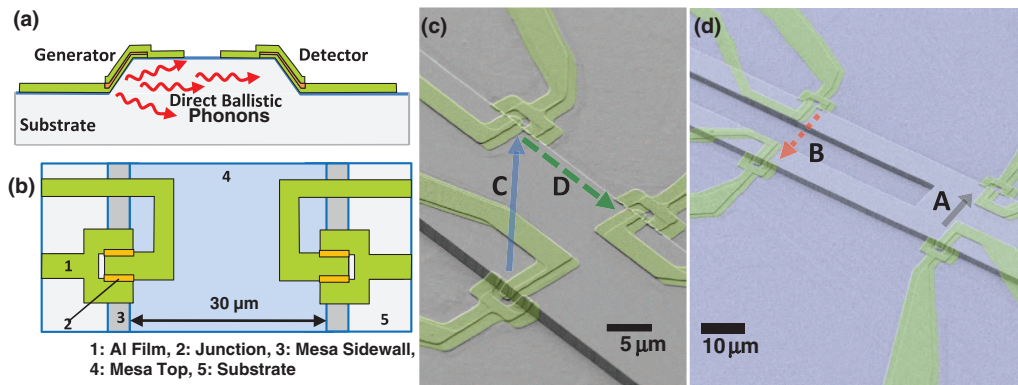 (a)
Generator
Detector
Direct Ballistic
Phonons
Substrate
(b)
4
1
30 µm
2
3
5
1: Al Film, 2: Junction, 3: Mesa Sidewall,
4: Mesa Top, 5: Substrate
(c)
C
D
5 µm
(d)
B
A
10 µm